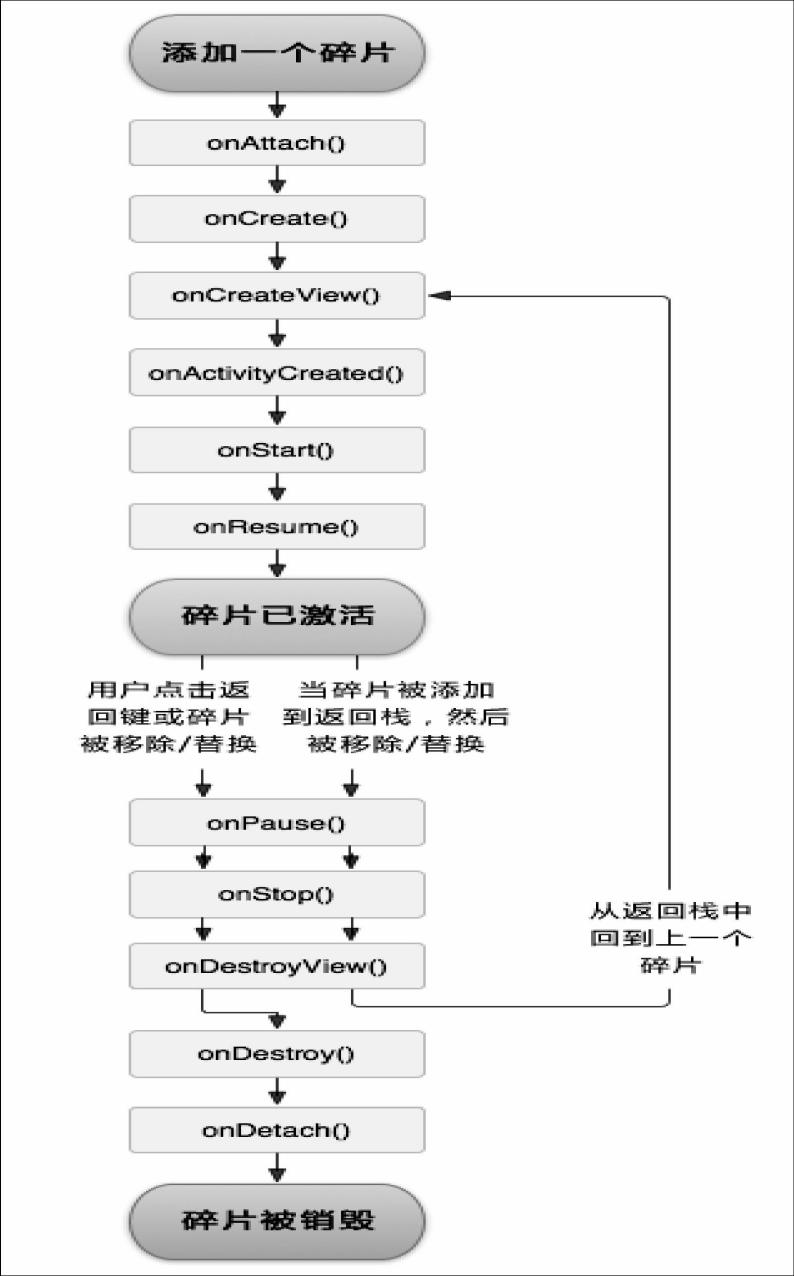 添加一个碎片
onAttach()
onCreate()
onCreateView()
onActivityCreated()
onStart()
onResume()
碎片已激活
用户点击返
回键或碎片
被移除/替换
当碎片被添加
到返回栈，然后
被移除/替换
onPause()
onStop()
onDestroyView()
从返回栈中
回到上一个
碎片
onDestroy()
onDetach()
碎片被销毁